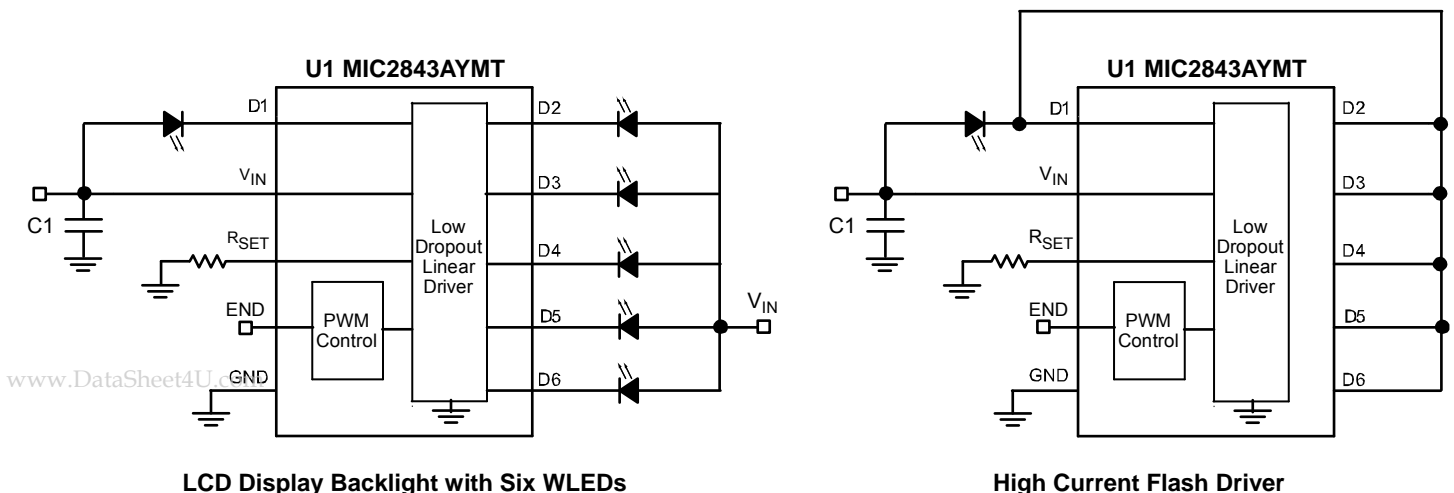 U1 MIC2843AYMT
D1
VIN
C1
RSET
END
GND
PWM
Control
Low
Dropout
Linear
Driver
D2
D3
D4
D5
D6
VIN
www.DataSheet4U.com
LCD Display Backlight with Six WLEDs
U1 MIC2843AYMT
D1
VIN
C1
RSET
END
GND
PWM
Control
Low
Dropout
Linear
Driver
D2
D3
D4
D5
D6
High Current Flash Driver